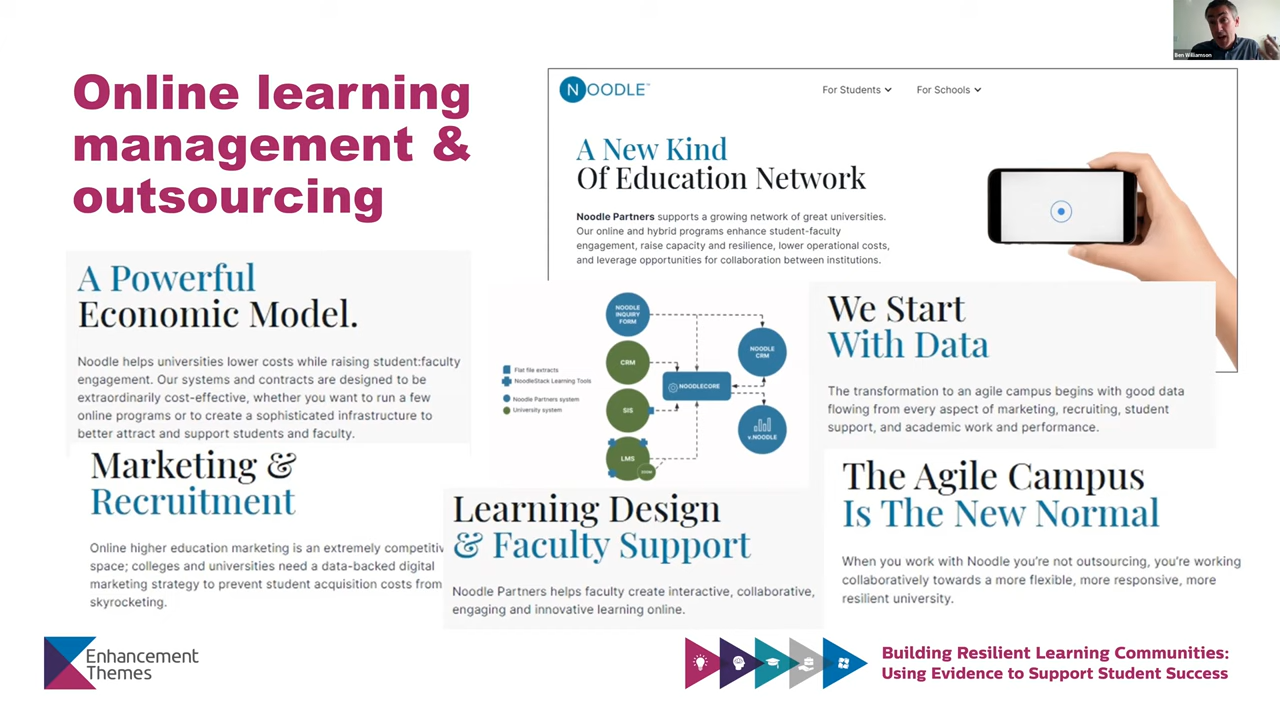 Ben Williamson
Online learning
management &
outsourcing
NOODLE™
For Students
For Schools
A New Kind
Of Education Network
Noodle Partners supports a growing network of great universities.
Our online and hybrid programs enhance student-faculty
engagement, raise capacity and resilience, lower operational costs,
and leverage opportunities for collaboration between institutions.
A Powerful
Economic Model.
Noodle helps universities lower costs while raising student:faculty
engagement. Our systems and contracts are designed to be
extraordinarily cost-effective, whether you want to run a few
online programs or to create a sophisticated infrastructure to
better attract and support students and faculty.
Flat file extracts
NoodleStack Learning Tools
Noodle Partners system
University system
NOODLE
INQUIRY
FORM
CRM
SIS
LMS
ZOOM
NOODLECORE
NOODLE
CRM
v.NOODLE
We Start
With Data
The transformation to an agile campus begins with good data
flowing from every aspect of marketing, recruiting, student
support, and academic work and performance.
Marketing &
Recruitment
Online higher education marketing is an extremely competitiv
space; colleges and universities need a data-backed digital
marketing strategy to prevent student acquisition costs from
skyrocketing.
Learning Design
& Faculty Support
Noodle Partners helps faculty create interactive, collaborative,
engaging and innovative learning online.
The Agile Campus
Is The New Normal
When you work with Noodle you're not outsourcing, you're working
collaboratively towards a more flexible, more responsive, more
resilient university.
Enhancement
Themes
Building Resilient Learning Communities:
Using Evidence to Support Student Success